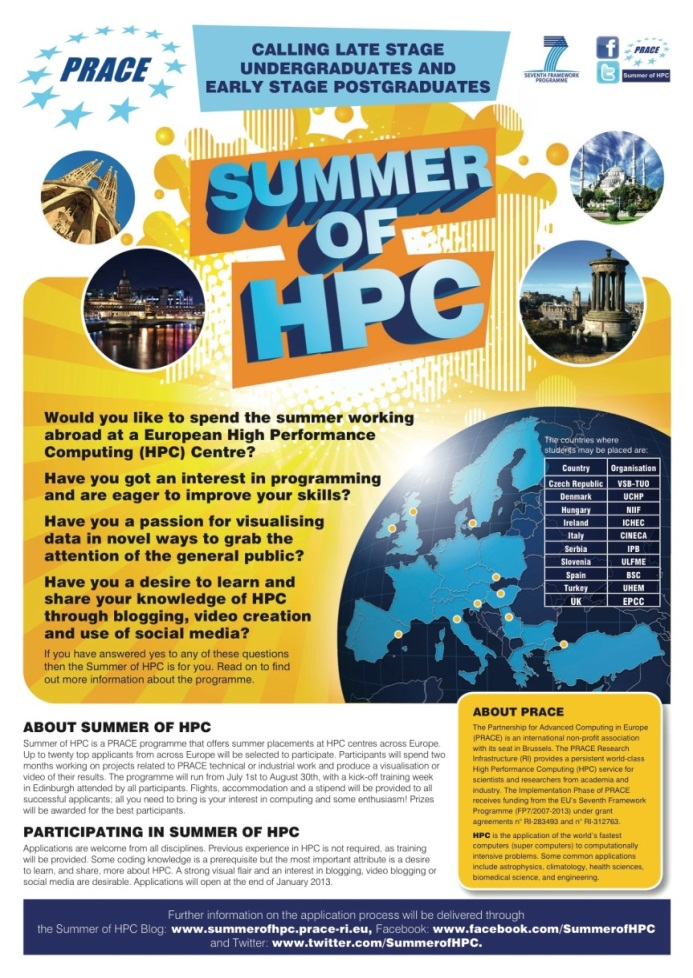 PRACE
CALLING LATE STAGE
UNDERGRADUATES AND
EARLY STAGE POSTGRADUATES
SEVENTH FRAMEWORK
PROGRAMME
PRACE
Summer of HPC
SUMMER
OF
HPC
Would you like to spend the summer working
abroad at a European High Performance
Computing (HPC) Centre?
Have you got an interest in programming
and are eager to improve your skills?
Have you a passion for visualising
data in novel ways to grab the
attention of the general public?
Have you a desire to learn and
share your knowledge of HPC
through blogging, video creation
and use of social media?
If you have answered yes to any of these questions
then the Summer of HPC is for you. Read on to find
out more information about the programme.
The countries where
students may be placed are:
Country Organisation
Czech Republic VSB-TUO
Denmark UCHP
Hungary NIIF
Ireland ICHEC
Italy CINECA
Serbia IPB
Slovenia ULFME
Spain BSC
Turkey UHEM
UK EPCC
ABOUT SUMMER OF HPC
Summer of HPC is a PRACE programme that offers summer placements at HPC centres across Europe.
Up to twenty top applicants from across Europe will be selected to participate. Participants will spend two
months working on projects related to PRACE technical or industrial work and produce a visualisation or
video of their results. The programme will run from July 1st to August 30th, with a kick-off training week
in Edinburgh attended by all participants. Flights, accommodation and a stipend will be provided to all
successful applicants; all you need to bring is your interest in computing and some enthusiasm! Prizes
will be awarded for the best participants.
PARTICIPATING IN SUMMER OF HPC
Applications are welcome from all disciplines. Previous experience in HPC is not required, as training
will be provided. Some coding knowledge is a prerequisite but the most important attribute is a desire
to learn, and share, more about HPC. A strong visual flair and an interest in blogging, video blogging or
social media are desirable. Applications will open at the end of January 2013.
ABOUT PRACE
The Partnership for Advanced Computing in Europe
(PRACE) is an international non-profit association
with its seat in Brussels. The PRACE Research
Infrastructure (RI) provides a persistent world-class
High Performance Computing (HPC) service for
scientists and researchers from academia and
industry. The Implementation Phase of PRACE
receives funding from the EU's Seventh Framework
Programme (FP7/2007-2013) under grant
agreements n° RI-283493 and n° RI-312763.
HPC is the application of the world's fastest
computers (super computers) to computationally
intensive problems. Some common applications
include astrophysics, climatology, health sciences,
biomedical science, and engineering.
Further information on the application process will be delivered through
the Summer of HPC Blog: www.summerofhpc.prace-ri.eu, Facebook: www.facebook.com/SummerofHPC
and Twitter: www.twitter.com/SummerofHPC.